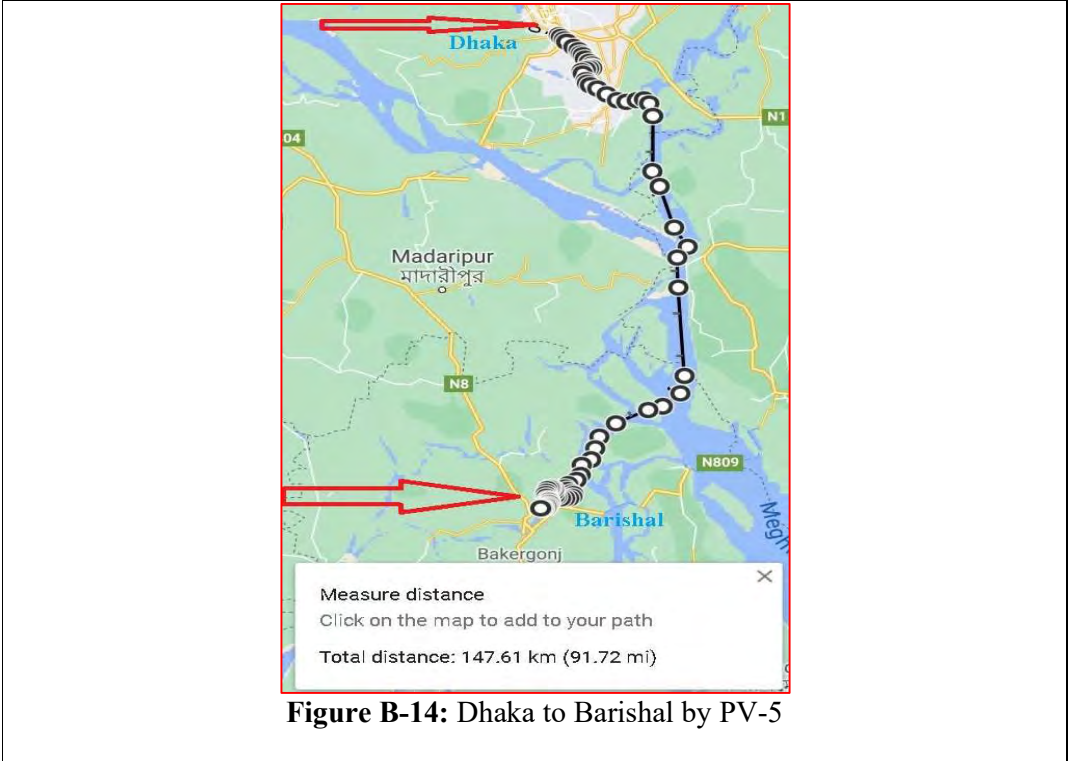 Dhaka
N1
04
Madaripur
মাদারীপুর
N8
N809
Barishal
Bakergonj
Measure distance
Click on the map to add to your path
Total distance: 147.61 km (91.72 mi)
Figure B-14: Dhaka to Barishal by PV-5